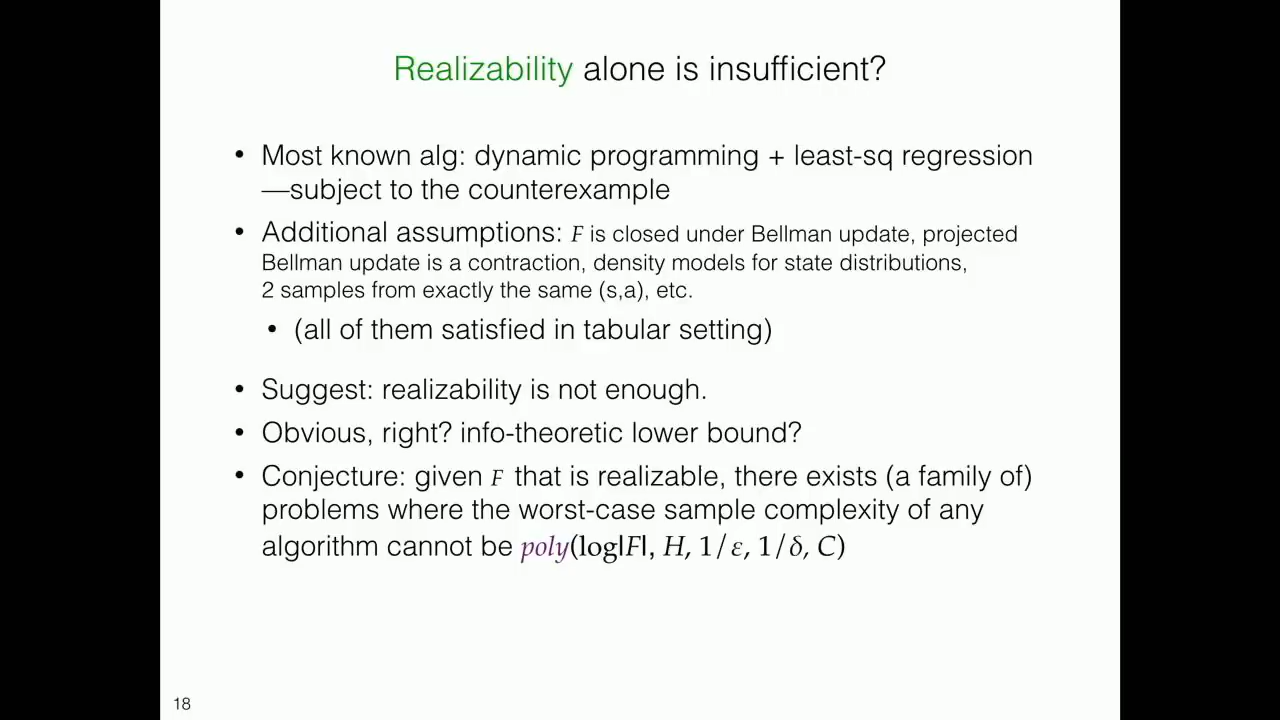 Realizability alone is insufficient?
• Most known alg: dynamic programming + least-sq regression
—subject to the counterexample
• Additional assumptions: F is closed under Bellman update, projected
Bellman update is a contraction, density models for state distributions,
2 samples from exactly the same (s,a), etc.
• (all of them satisfied in tabular setting)
• Suggest: realizability is not enough.
• Obvious, right? info-theoretic lower bound?
• Conjecture: given F that is realizable, there exists (a family of)
problems where the worst-case sample complexity of any
algorithm cannot be poly(log|F|, H, 1/ε, 1/δ, C)
18